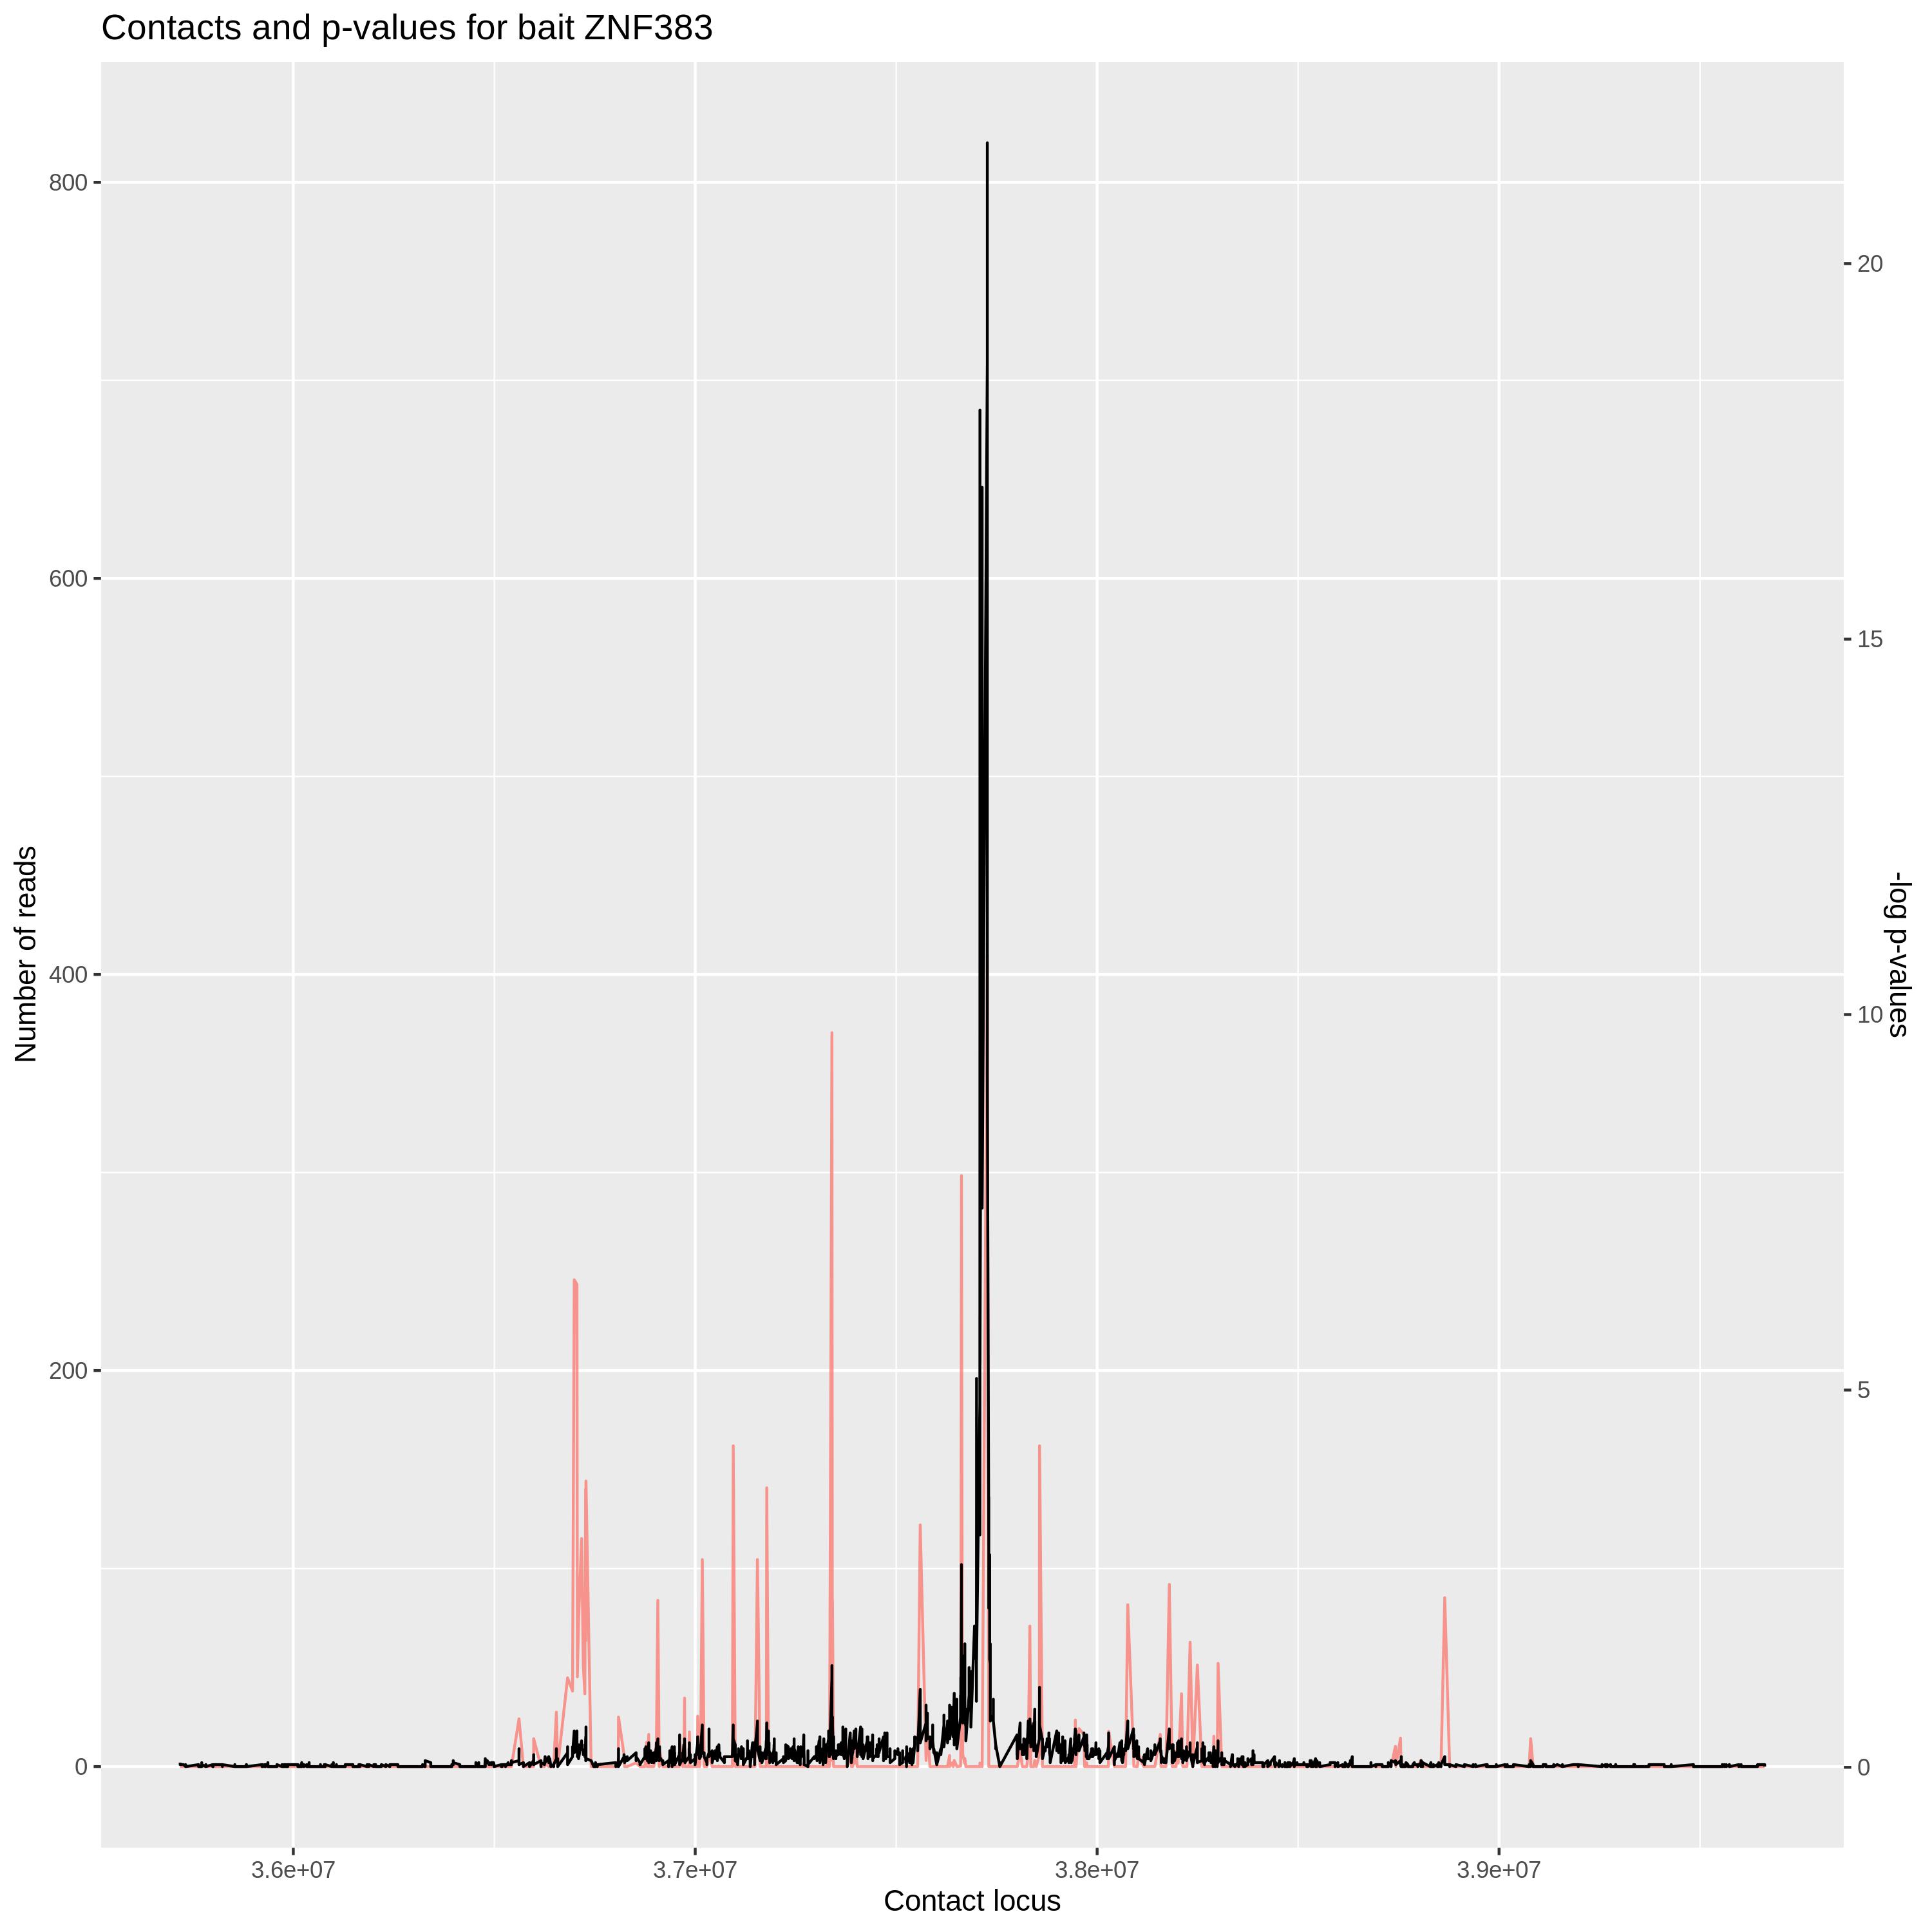 Contacts and p-values for bait ZNF383
800
600
400
200
0
Number of reads
20
15
10
5
0
-log p-values
3.6e+07
3.7e+07
3.8e+07
3.9e+07
Contact locus